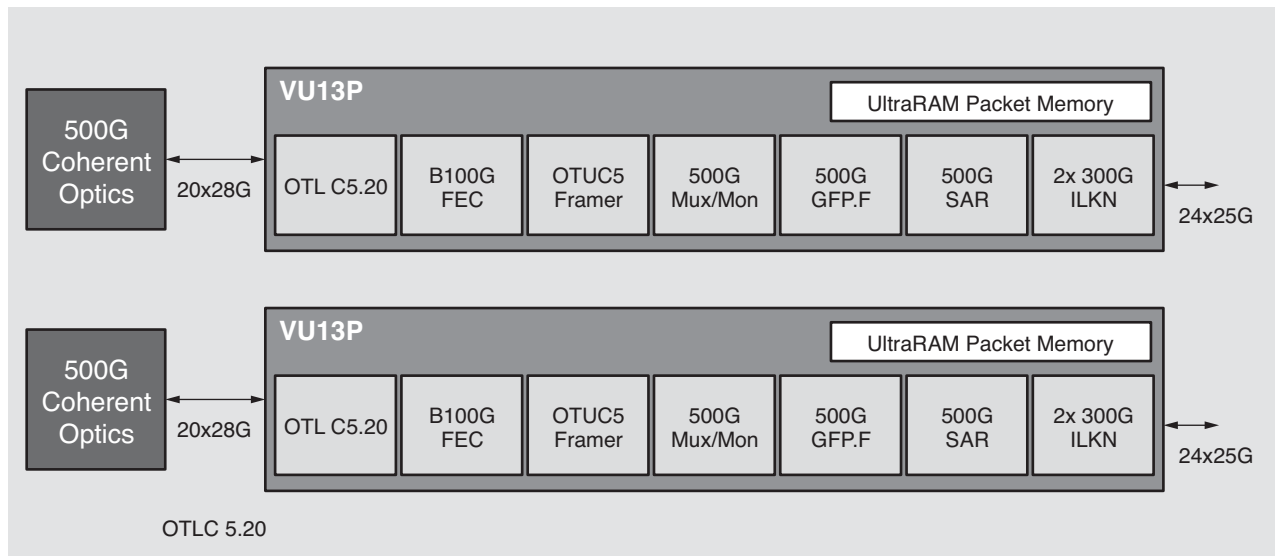 VU13P
UltraRAM Packet Memory
500G
Coherent
Optics
20x28G
OTL C5.20
B100G
FEC
OTUC5
Framer
500G
Mux/Mon
500G
GFP.F
500G
SAR
2x 300G
ILKN
24x25G
VU13P
UltraRAM Packet Memory
500G
Coherent
Optics
20x28G
OTL C5.20
B100G
FEC
OTUC5
Framer
500G
Mux/Mon
500G
GFP.F
500G
SAR
2x 300G
ILKN
24x25G
OTLC 5.20